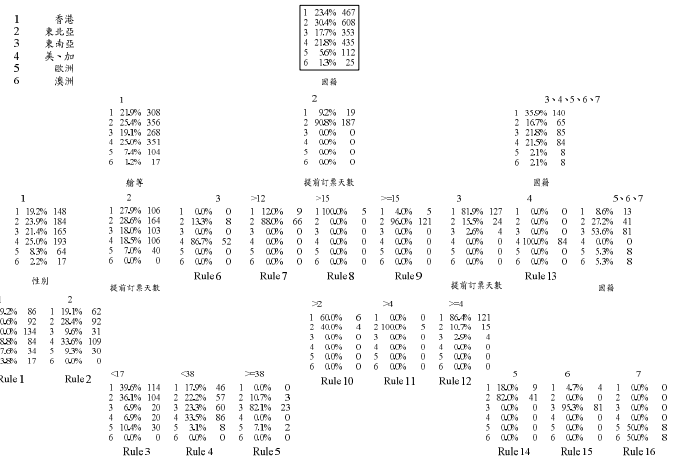 1 香港
2 東北亞
3 東南亞
4 美、加
5 歐洲
6 澳洲
1 23.4% 467
2 30.4% 608
3 17.7% 353
4 21.8% 435
5 5.6% 112
6 1.3% 25
國籍
1
1 21.9% 308
2 25.4% 356
3 19.1% 268
4 25.0% 351
5 7.4% 104
6 1.2% 17
2
1 9.2% 19
2 90.8% 187
3 0.0% 0
4 0.0% 0
5 0.0% 0
6 0.0% 0
3、4、5、6、7
1 35.9% 140
2 16.7% 65
3 21.8% 85
4 21.5% 84
5 2.1% 8
6 2.1% 8
艙等
提前訂票天數
國籍
1
1 19.2% 148
2 23.9% 184
3 21.4% 165
4 25.0% 193
5 8.3% 64
6 2.2% 17
2
1 27.9% 106
2 28.6% 164
3 18.0% 103
4 18.5% 106
5 7.0% 40
6 0.0% 0
3
1 0.0% 0
2 13.3% 8
3 0.0% 0
4 86.7% 52
5 0.0% 0
6 0.0% 0
Rule 6
>12
1 12.0% 9
2 88.0% 66
3 0.0% 0
4 0.0% 0
5 0.0% 0
6 0.0% 0
Rule 7
>15
1 100.0% 5
2 0.0% 0
3 0.0% 0
4 0.0% 0
5 0.0% 0
6 0.0% 0
Rule 8
>=15
1 4.0% 5
2 96.0% 121
3 0.0% 0
4 0.0% 0
5 0.0% 0
6 0.0% 0
Rule 9
3
1 81.9% 127
2 15.5% 24
3 2.6% 4
4 0.0% 0
5 0.0% 0
6 0.0% 0
4
1 0.0% 0
2 0.0% 0
3 0.0% 0
4 100.0% 84
5 0.0% 0
6 0.0% 0
Rule 13
5、6、7
1 8.6% 13
2 27.2% 41
3 53.6% 81
4 0.0% 0
5 5.3% 8
6 5.3% 8
性別
提前訂票天數
提前訂票天數
國籍
1
9.2% 86
0.6% 92
0.0% 134
8.8% 84
7.6% 34
3.8% 17
Rule 1
2
1 19.1% 62
2 28.4% 92
3 9.6% 31
4 33.6% 109
5 9.3% 30
6 0.0% 0
Rule 2
>2
1 60.0% 6
2 40.0% 4
3 0.0% 0
4 0.0% 0
5 0.0% 0
6 0.0% 0
Rule 10
>4
1 0.0% 0
2 100.0% 5
3 0.0% 0
4 0.0% 0
5 0.0% 0
6 0.0% 0
Rule 11
>=4
1 86.4% 121
2 10.7% 15
3 2.9% 4
4 0.0% 0
5 0.0% 0
6 0.0% 0
Rule 12
<17
1 39.6% 114
2 36.1% 104
3 6.9% 20
4 6.9% 20
5 10.4% 30
6 0.0% 0
Rule 3
<38
1 17.9% 46
2 22.2% 57
3 23.3% 60
4 33.5% 86
5 3.1% 8
6 0.0% 0
Rule 4
>=38
1 0.0% 0
2 10.7% 3
3 82.1% 23
4 0.0% 0
5 7.1% 2
6 0.0% 0
Rule 5
5
1 18.0% 9
2 82.0% 41
3 0.0% 0
4 0.0% 0
5 0.0% 0
6 0.0% 0
Rule 14
6
1 4.7% 4
2 0.0% 0
3 95.3% 81
4 0.0% 0
5 0.0% 0
6 0.0% 0
Rule 15
7
1 0.0% 0
2 0.0% 0
3 0.0% 0
4 0.0% 0
5 50.0% 8
6 50.0% 8
Rule 16